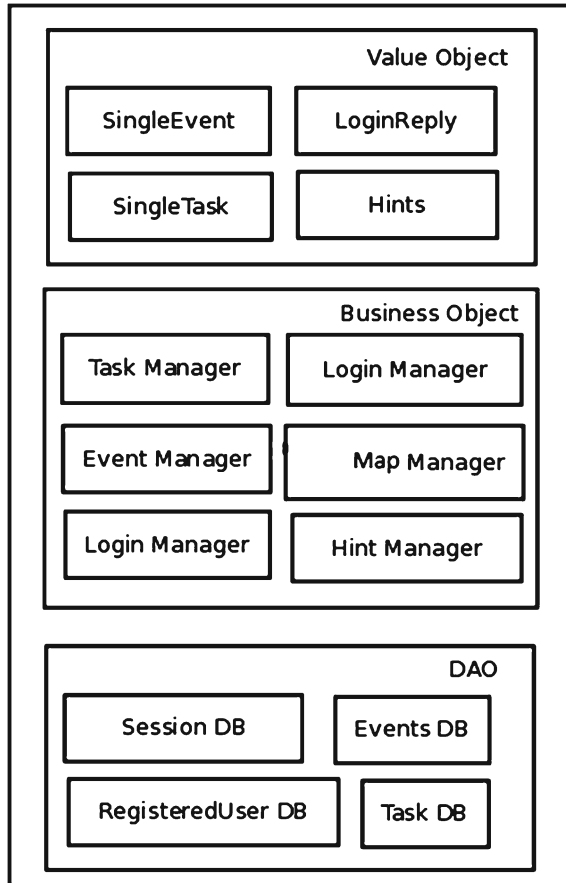 Value Object
SingleEvent
LoginReply
SingleTask
Hints
Business Object
Task Manager
Login Manager
Event Manager
Map Manager
Login Manager
Hint Manager
DAO
Session DB
Events DB
RegisteredUser DB
Task DB